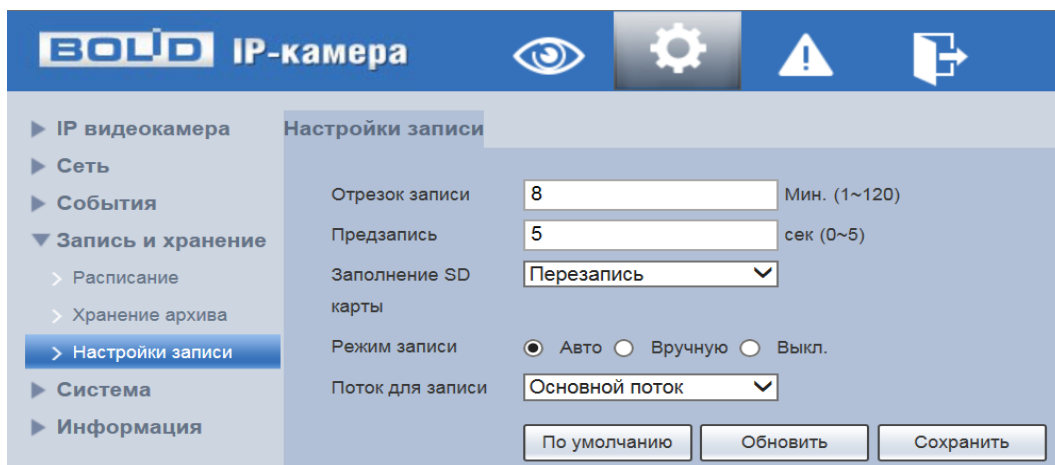 BOLID IP-камера
IP видеокамера
Сеть
События
Запись и хранение
Расписание
Хранение архива
Настройки записи
Система
Информация
Настройки записи
Отрезок записи 8 Мин. (1~120)
Предзапись 5 сек (0~5)
Заполнение SD Перезапись
карты
Режим записи Авто Вручную Выкл.
Поток для записи Основной поток
По умолчанию Обновить Сохранить